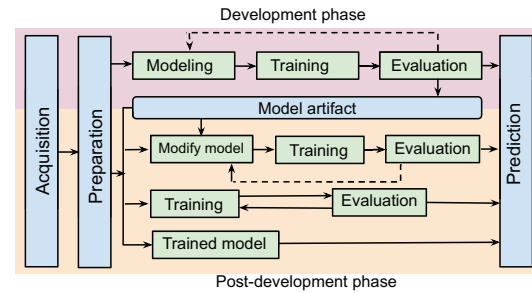 Development phase
Acquisition
Preparation
Modeling
Training
Evaluation
Model artifact
Modify model
Training
Evaluation
Training
Evaluation
Trained model
Prediction
Post-development phase